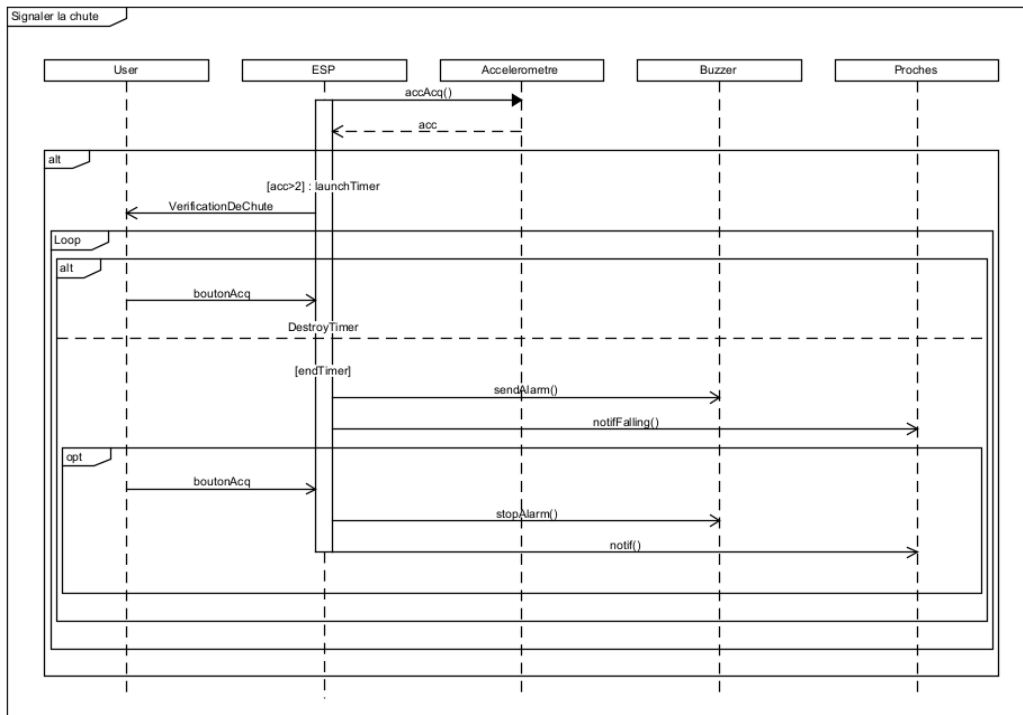 Signaler la chute
User
ESP
Accelerometre
Buzzer
Proches
accAcq()
acc
alt
[acc>2] : launchTimer
VerificationDeChute
Loop
alt
boutonAcq
DestroyTimer
[endTimer]
sendAlarm()
notifFalling()
opt
boutonAcq
stopAlarm()
notif()